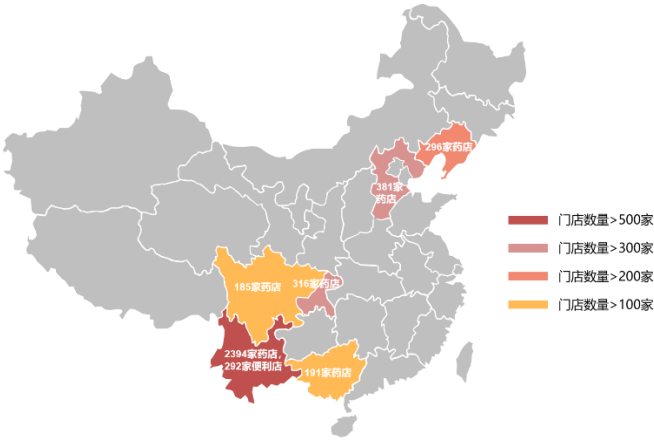 296家药店
381家
药店
185家药店
316家药店
2394家药店,
292家便利店
191家药店
门店数量>500家
门店数量>300家
门店数量>200家
门店数量>100家